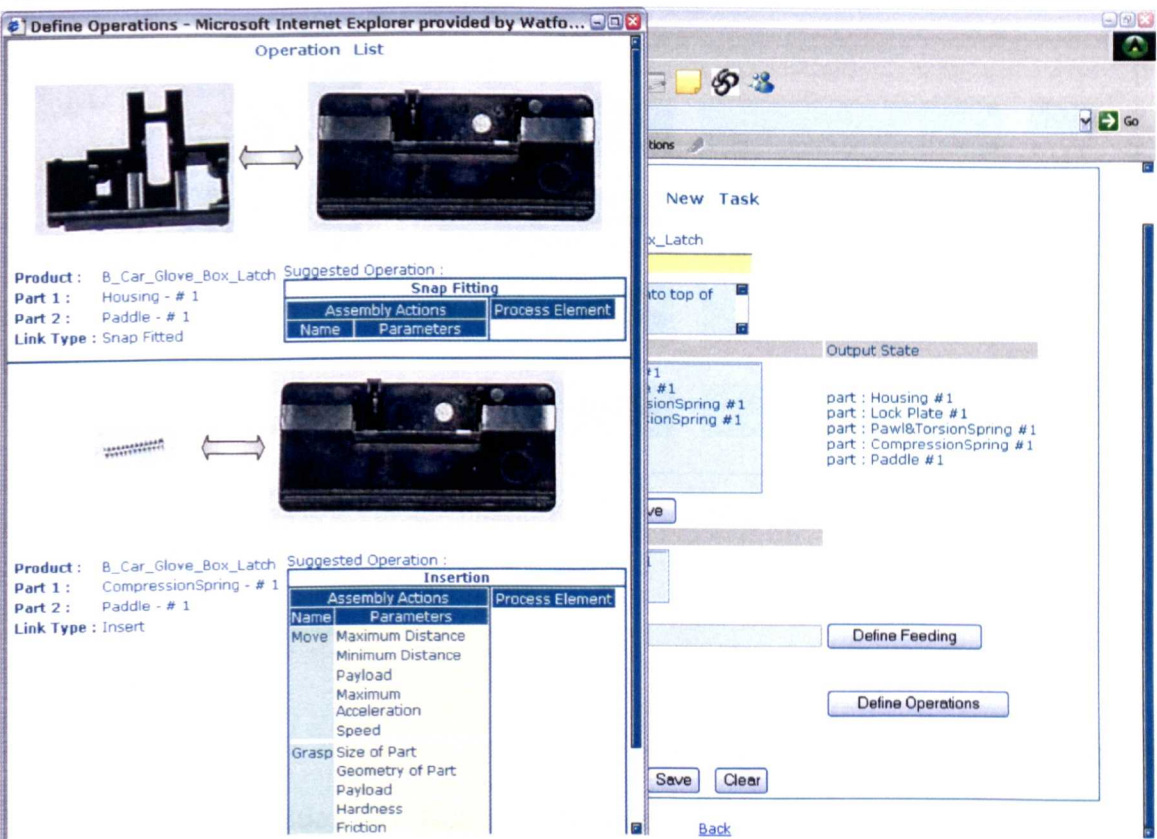 Define Operations - Microsoft Internet Explorer provided by Watfo...
Operation List
Product : B_Car_Glove_Box_Latch
Part 1 : Housing - # 1
Part 2 : Paddle - # 1
Link Type : Snap Fitted
Suggested Operation :
Snap Fitting
Assembly Actions
Process Element
Name
Parameters
Product : B_Car_Glove_Box_Latch
Part 1 : CompressionSpring - # 1
Part 2 : Paddle - # 1
Link Type : Insert
Suggested Operation :
Insertion
Assembly Actions
Process Element
Name
Parameters
Move
Maximum Distance
Minimum Distance
Payload
Maximum
Acceleration
Speed
Grasp
Size of Part
Geometry of Part
Payload
Hardness
Friction
Go
tions
New Task
x_Latch
to top of
#1
#1
sionSpring #1
ionSpring #1
Output State
part : Housing #1
part : Lock Plate #1
part : Pawl&TorsionSpring #1
part : CompressionSpring #1
part : Paddle #1
ve
Define Feeding
Define Operations
Save
Clear
Back